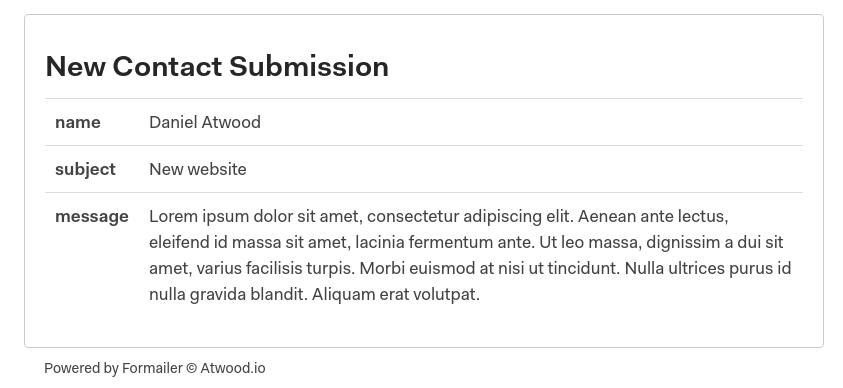 New Contact Submission
name Daniel Atwood
subject New website
message Lorem ipsum dolor sit amet, consectetur adipiscing elit. Aenean ante lectus,
eleifend id massa sit amet, lacinia fermentum ante. Ut leo massa, dignissim a dui sit
amet, varius facilisis turpis. Morbi euismod at nisi ut tincidunt. Nulla ultrices purus id
nulla gravida blandit. Aliquam erat volutpat.
Powered by Formailer © Atwood.io